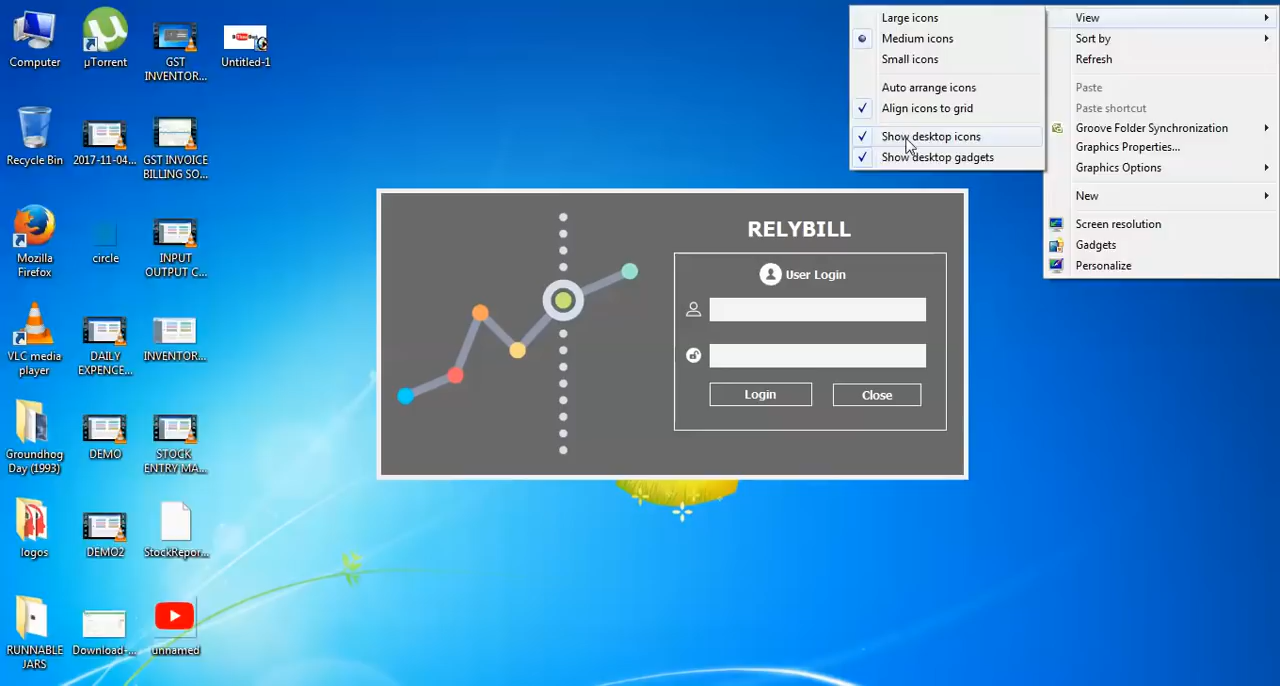 Computer
µTorrent
GST
INVENTOR...
Untitled-1
Recycle Bin
2017-11-04...
GST INVOICE
BILLING SO...
Mozilla
Firefox
circle
INPUT
OUTPUT C...
VLC media
player
DAILY
EXPENCE...
INVENTOR...
Groundhog
Day (1993)
DEMO
STOCK
ENTRY MA...
logos
DEMO2
StockRepor...
RUNNABLE
JARS
Download-...
unnamed
RELYBILL
User Login
Login
Close
Large icons
Medium icons
Small icons
Auto arrange icons
Align icons to grid
Show desktop icons
Show desktop gadgets
View
Sort by
Refresh
Paste
Paste shortcut
Groove Folder Synchronization
Graphics Properties...
Graphics Options
New
Screen resolution
Gadgets
Personalize